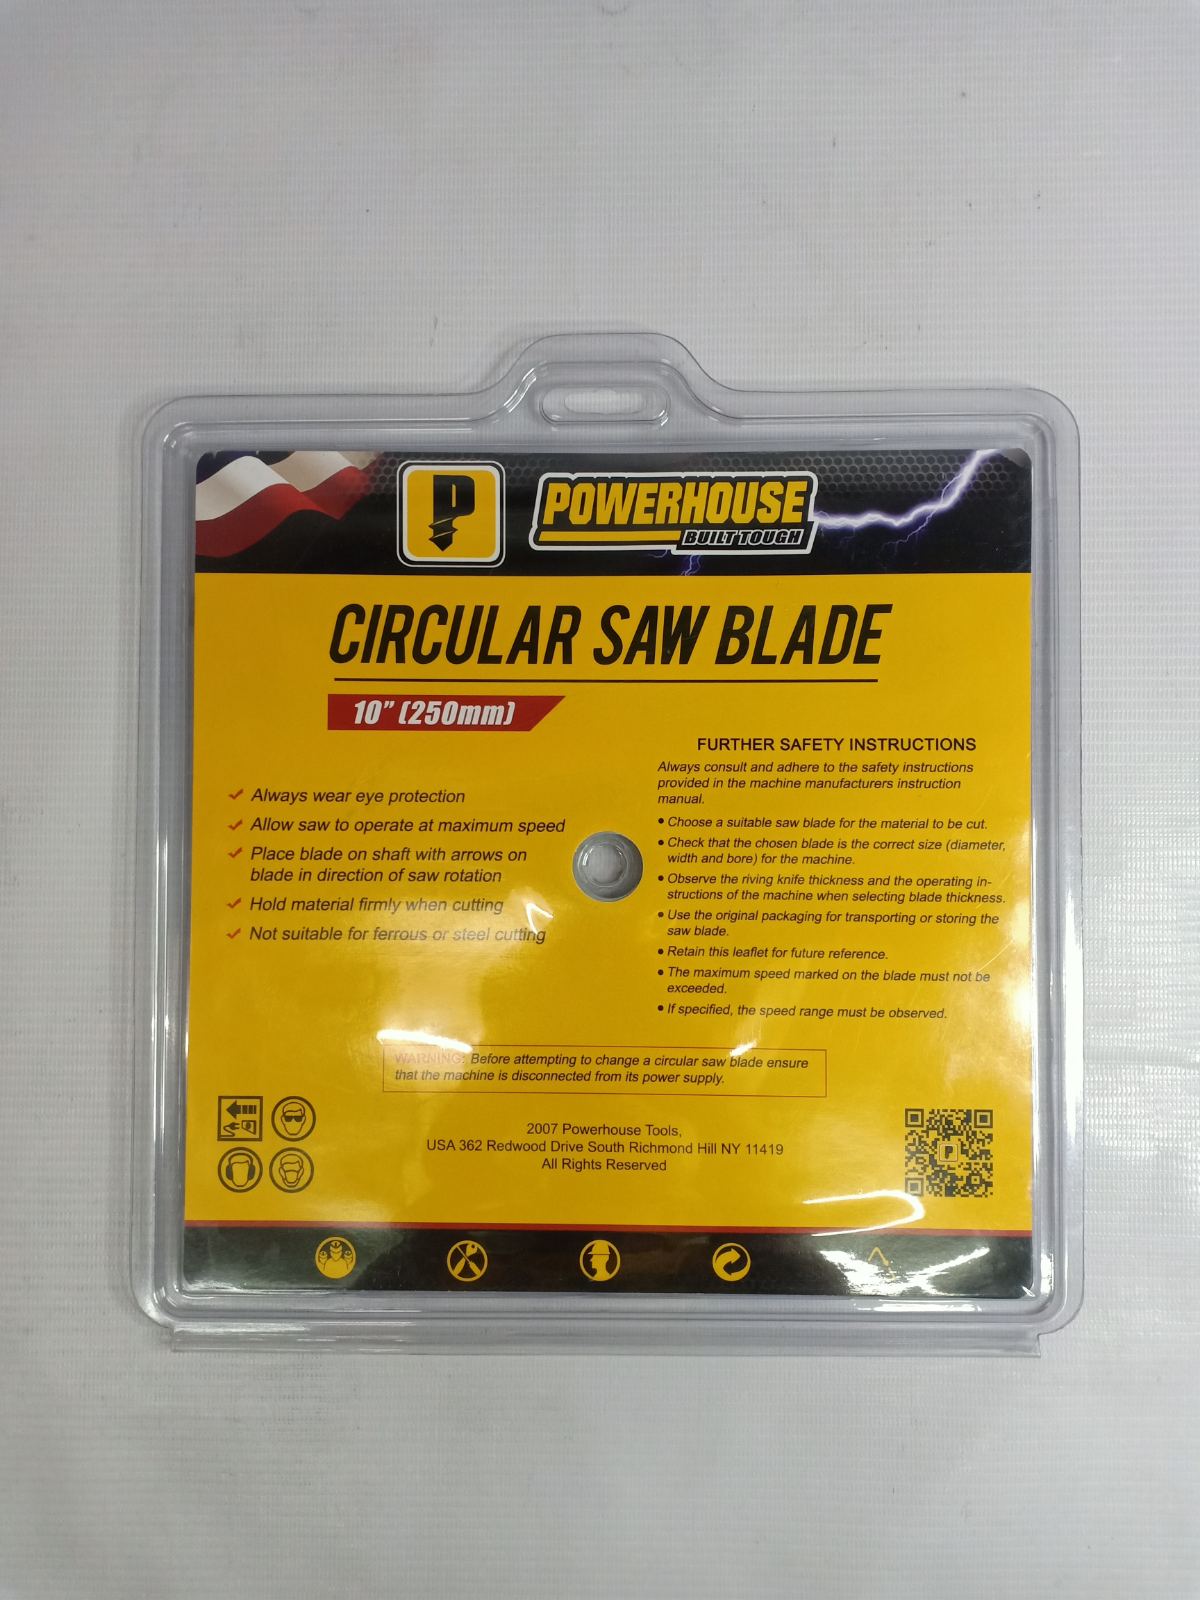 P
POWERHOUSE
BUILT TOUGH
CIRCULAR SAW BLADE
10” (250mm)
Always wear eye protection
Allow saw to operate at maximum speed
Place blade on shaft with arrows on
blade in direction of saw rotation
Hold material firmly when cutting
Not suitable for ferrous or steel cutting
FURTHER SAFETY INSTRUCTIONS
Always consult and adhere to the safety instructions
provided in the machine manufacturers instruction
manual.
• Choose a suitable saw blade for the material to be cut.
• Check that the chosen blade is the correct size (diameter,
width and bore) for the machine.
• Observe the riving knife thickness and the operating in-
structions of the machine when selecting blade thickness.
• Use the original packaging for transporting or storing the
saw blade.
• Retain this leaflet for future reference.
• The maximum speed marked on the blade must not be
exceeded.
• If specified, the speed range must be observed.
WARNING: Before attempting to change a circular saw blade ensure
that the machine is disconnected from its power supply.
2007 Powerhouse Tools,
USA 362 Redwood Drive South Richmond Hill NY 11419
All Rights Reserved
P